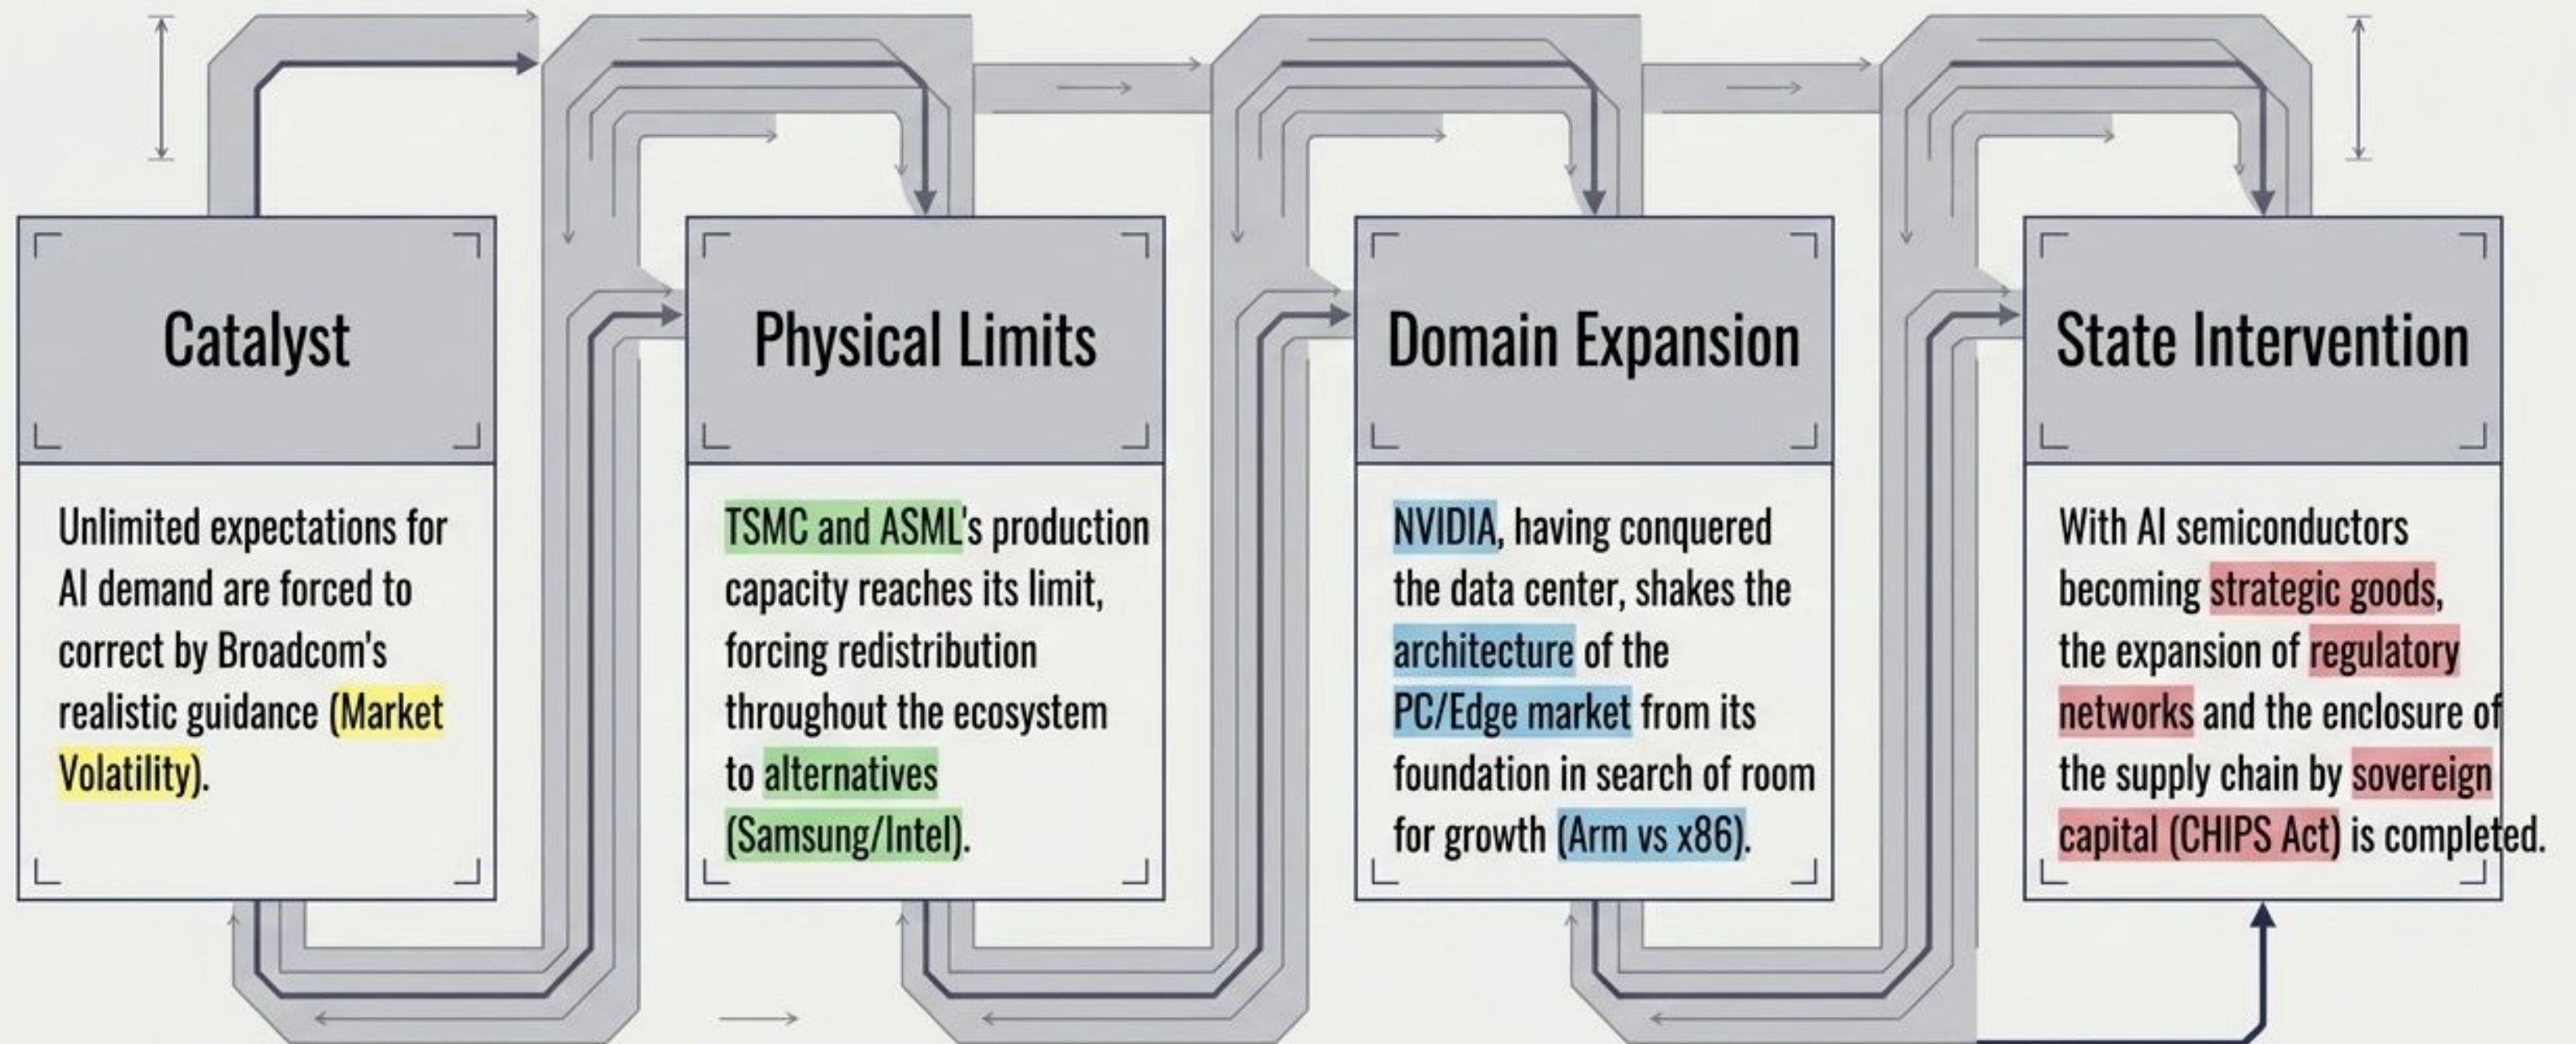 Catalyst
Unlimited expectations for
AI demand are forced to
correct by Broadcom's
realistic guidance (Market
Volatility).
Physical Limits
TSMC and ASML's production
capacity reaches its limit,
forcing redistribution
throughout the ecosystem
to alternatives
(Samsung/Intel).
Domain Expansion
NVIDIA, having conquered
the data center, shakes the
architecture of the
PC/Edge market from its
foundation in search of room
for growth (Arm vs x86).
State Intervention
With AI semiconductors
becoming strategic goods,
the expansion of regulatory
networks and the enclosure of
the supply chain by sovereign
capital (CHIPS Act) is completed.